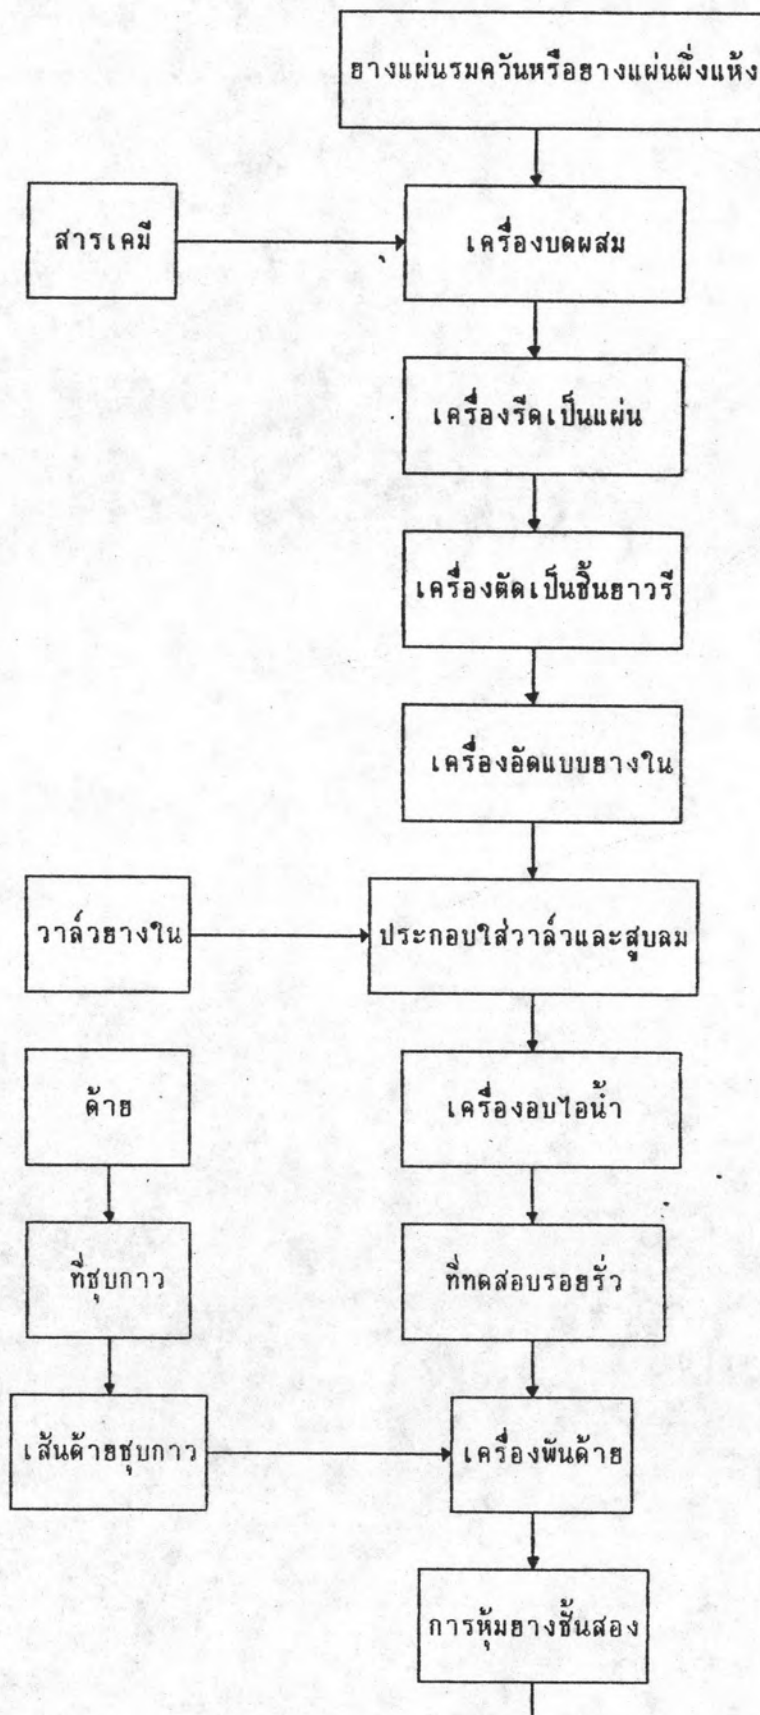 ยางแผ่นรมควันหรือยางแผ่นผึ่งแห้ง
สารเคมี
เครื่องบดผสม
เครื่องรีดเป็นแผ่น
เครื่องตัดเป็นชิ้นยาวรี
เครื่องอัดแบบยางใน
วาล์วยางใน
ประกอบใส่วาล์วและสูบลม
ด้าย
เครื่องอบไอน้ำ
ที่ชุบกาว
ที่ทดสอบรอยรั่ว
เส้นด้ายชุบกาว
เครื่องพันด้าย
การหุ้มยางชั้นสอง